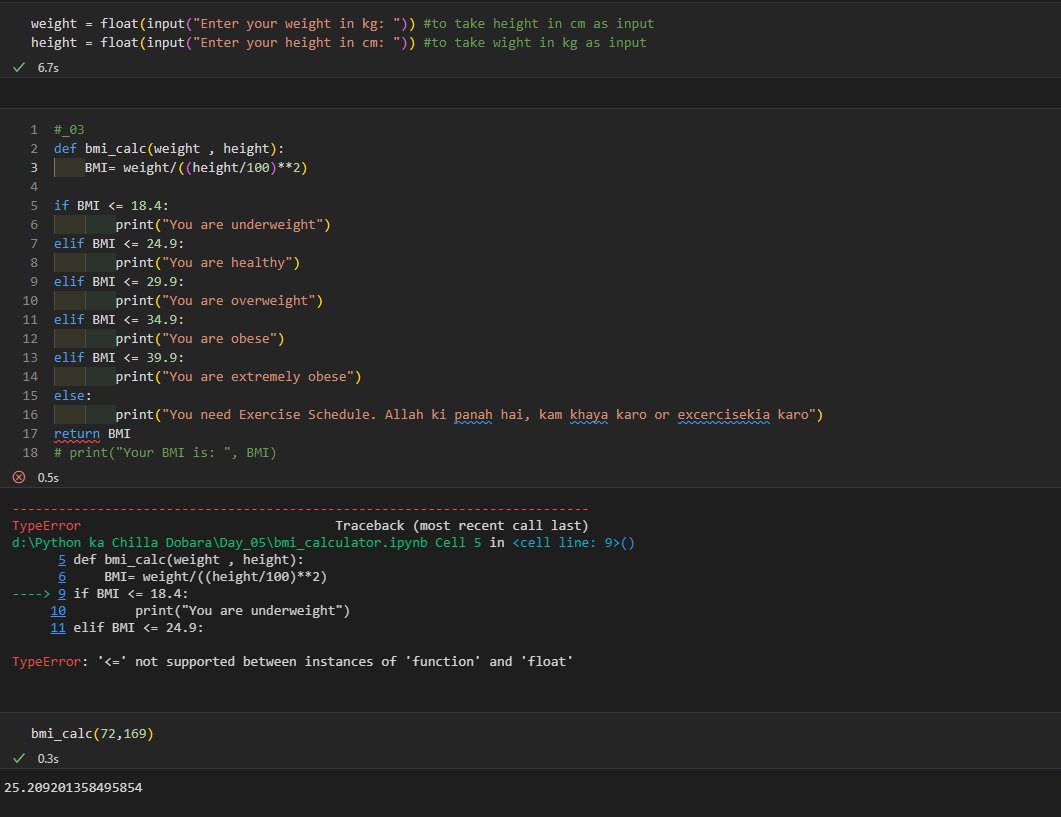 weight = float(input("Enter your weight in kg: ")) #to take height in cm as input
height = float(input("Enter your height in cm: ")) #to take wight in kg as input
6.7s
1 #_03
2 def bmi_calc(weight , height):
3     BMI= weight/((height/100)**2)
4
5 if BMI <= 18.4:
6         print("You are underweight")
7 elif BMI <= 24.9:
8         print("You are healthy")
9 elif BMI <= 29.9:
10         print("You are overweight")
11 elif BMI <= 34.9:
12         print("You are obese")
13 elif BMI <= 39.9:
14         print("You are extremely obese")
15 else:
16         print("You need Exercise Schedule. Allah ki panah hai, kam khaya karo or excercisekia karo")
17 return BMI
18 # print("Your BMI is: ", BMI)
0.5s
---------------------------------------------------------------------------
TypeError                                 Traceback (most recent call last)
d:\Python ka Chilla Dobara\Day_05\bmi_calculator.ipynb Cell 5 in <cell line: 9>()
      5 def bmi_calc(weight , height):
      6     BMI= weight/((height/100)**2)
----> 9 if BMI <= 18.4:
     10         print("You are underweight")
     11 elif BMI <= 24.9:
TypeError: '<=' not supported between instances of 'function' and 'float'
bmi_calc(72,169)
0.3s
25.209201358495854